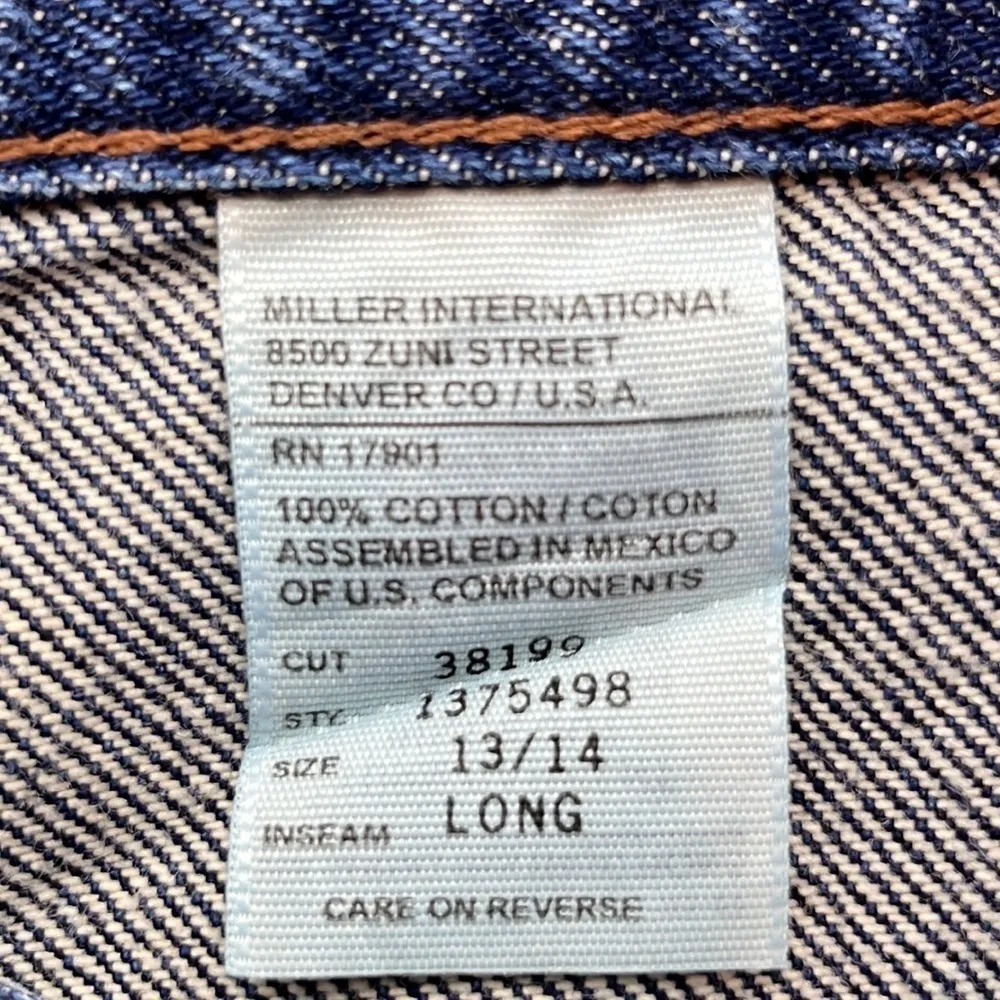 MILLER INTERNATIONAL
8500 ZUNI STREET
DENVER CO / U.S.A.
RN 17901
100% COTTON / COTON
ASSEMBLED IN MEXICO
OF U.S. COMPONENTS
CUT 38199
STY. 1375498
SIZE 13/14
INSEAM LONG
CARE ON REVERSE